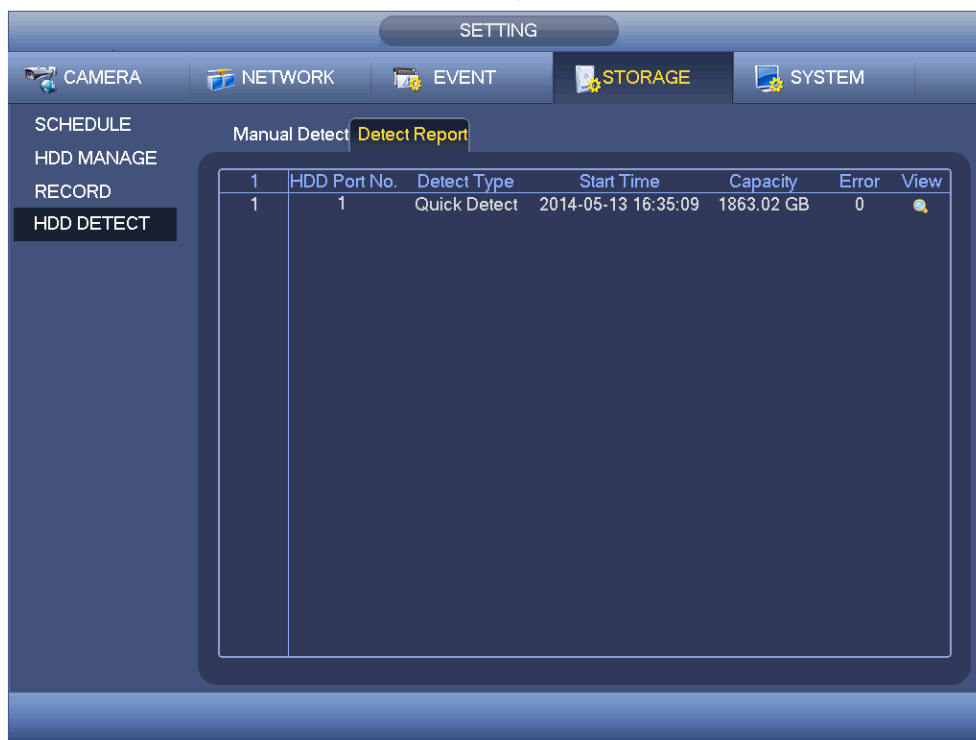 SETTING
CAMERA NETWORK EVENT STORAGE SYSTEM
SCHEDULE
HDD MANAGE
RECORD
HDD DETECT
Manual Detect Detect Report
1 HDD Port No. Detect Type Start Time Capacity Error View
1 1 Quick Detect 2014-05-13 16:35:09 1863.02 GB 0